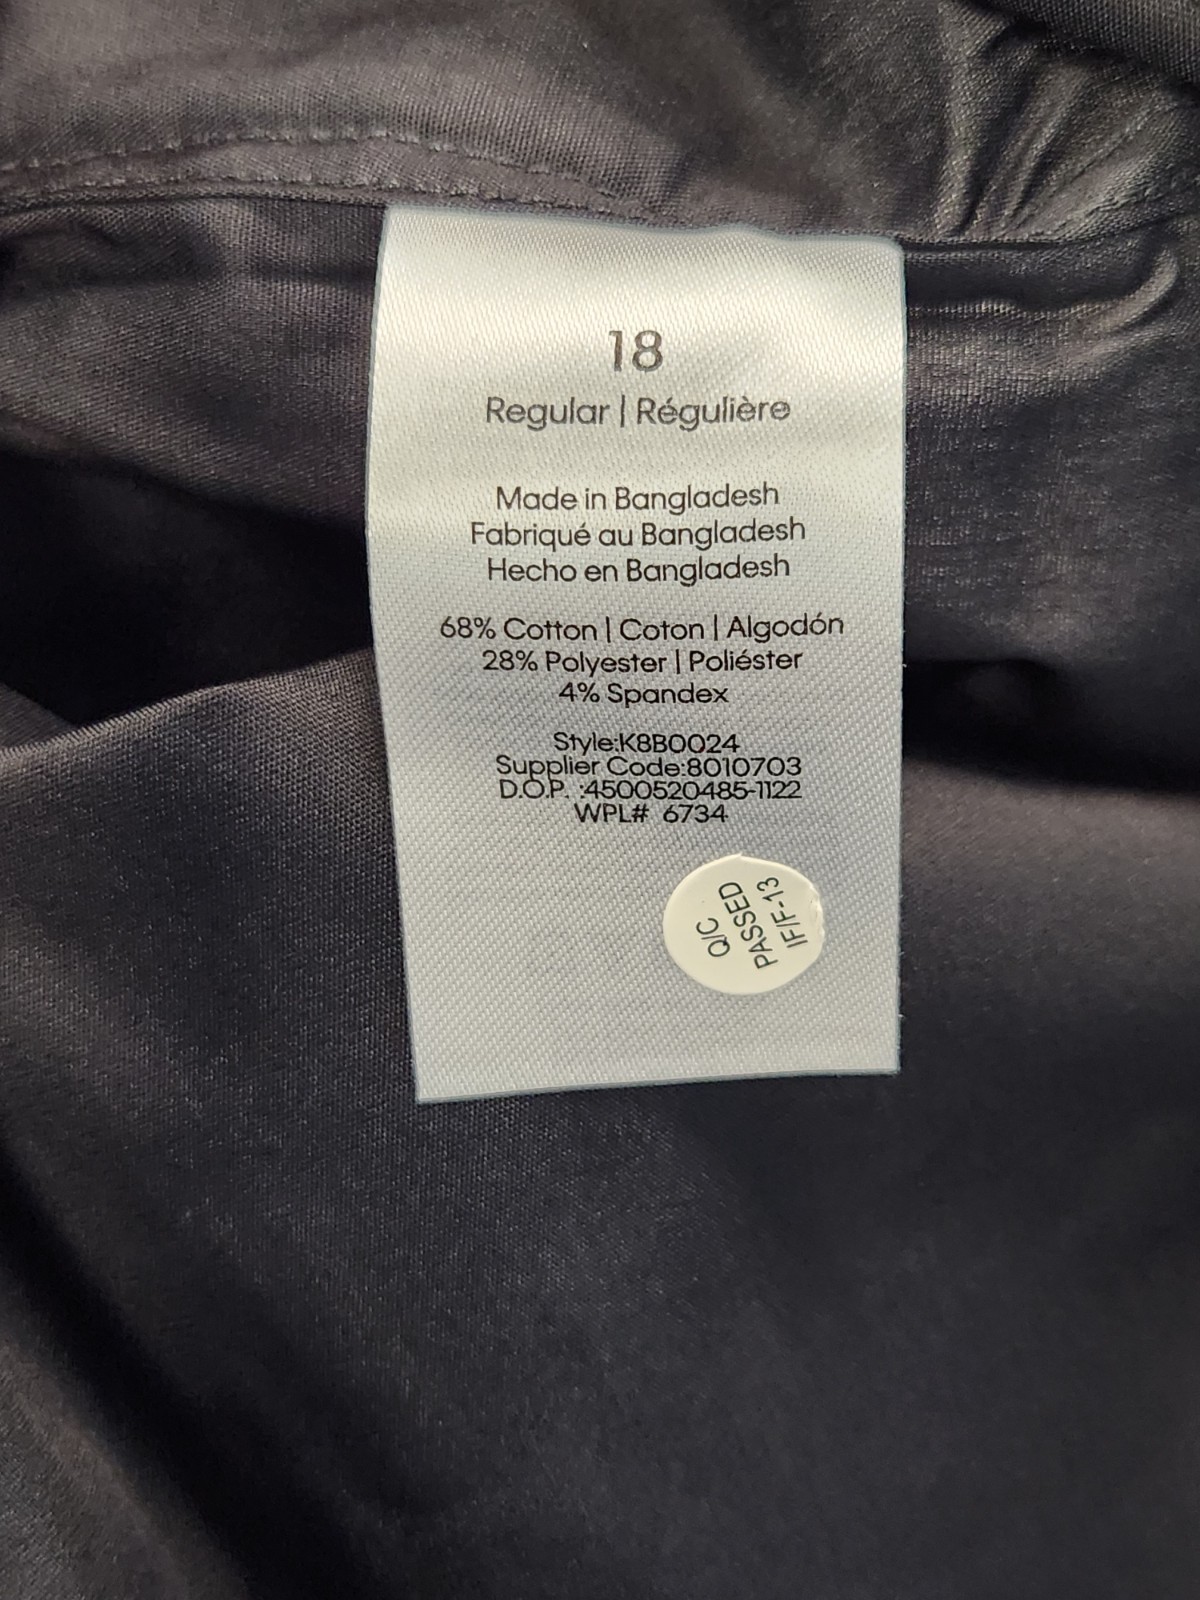 18
Regular | Régulière
Made in Bangladesh
Fabriqué au Bangladesh
Hecho en Bangladesh
68% Cotton | Coton | Algodón
28% Polyester | Poliéster
4% Spandex
Style:K8B0024
Supplier Code:8010703
D.O.P. :4500520485-1122
WPL# 6734
Q/C
PASSED
IF/F-13